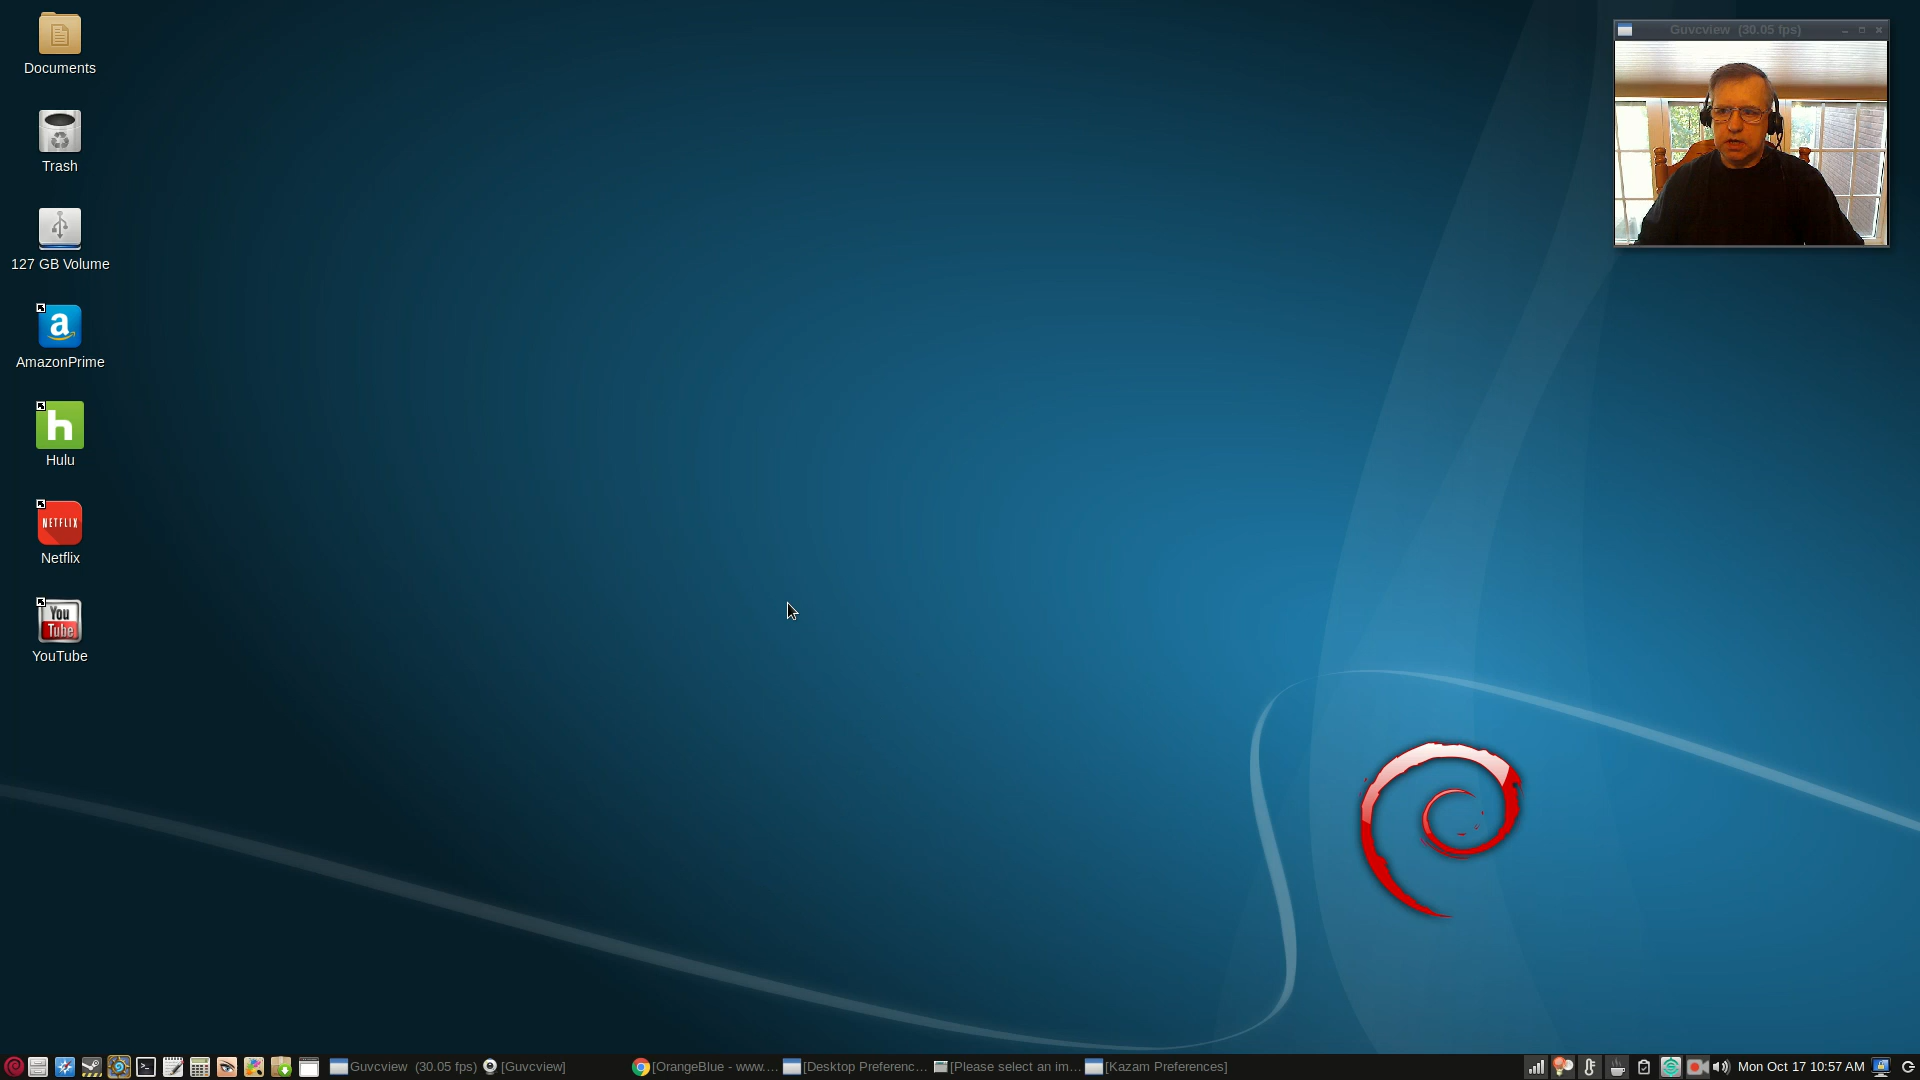 Documents
Trash
127 GB Volume
a
AmazonPrime
h
Hulu
NETFLIX
Netflix
You
Tube
YouTube
Guvcview (30.05 fps)
Guvcview (30.05 fps)
[Guvcview]
[OrangeBlue - www....
[Desktop Preferenc...
[Please select an im...
[Kazam Preferences]
Mon Oct 17 10:57 AM